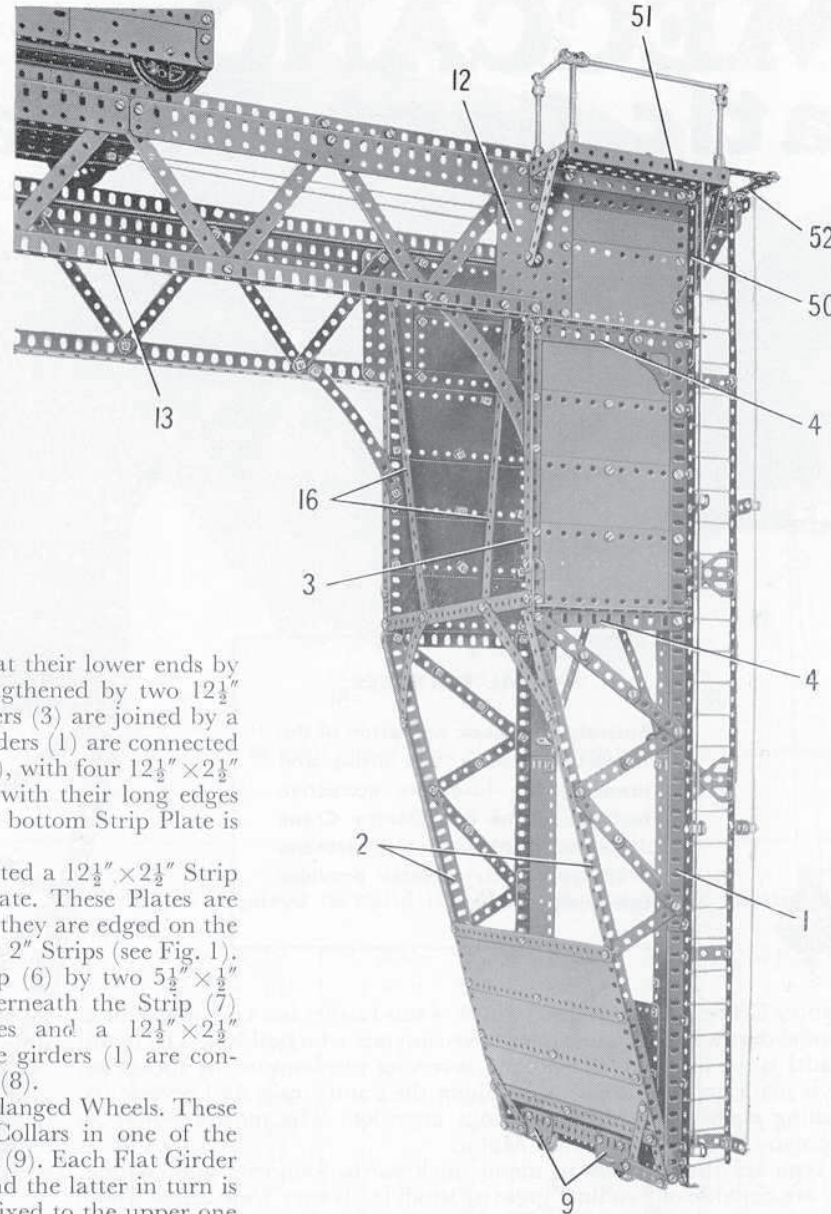 51
12
52
50
13
4
16
3
4
2
1
9
at their lower ends by
engthened by two 12½″
ers (3) are joined by a
ders (1) are connected
), with four 12½″ × 2½″
with their long edges
bottom Strip Plate is
ted a 12½″ × 2½″ Strip
ate. These Plates are
they are edged on the
2″ Strips (see Fig. 1).
p (6) by two 5½″ × ½″
erneath the Strip (7)
es and a 12½″ × 2½″
e girders (1) are con-
(8).
langed Wheels. These
Collars in one of the
(9). Each Flat Girder
nd the latter in turn is
ixed to the upper one